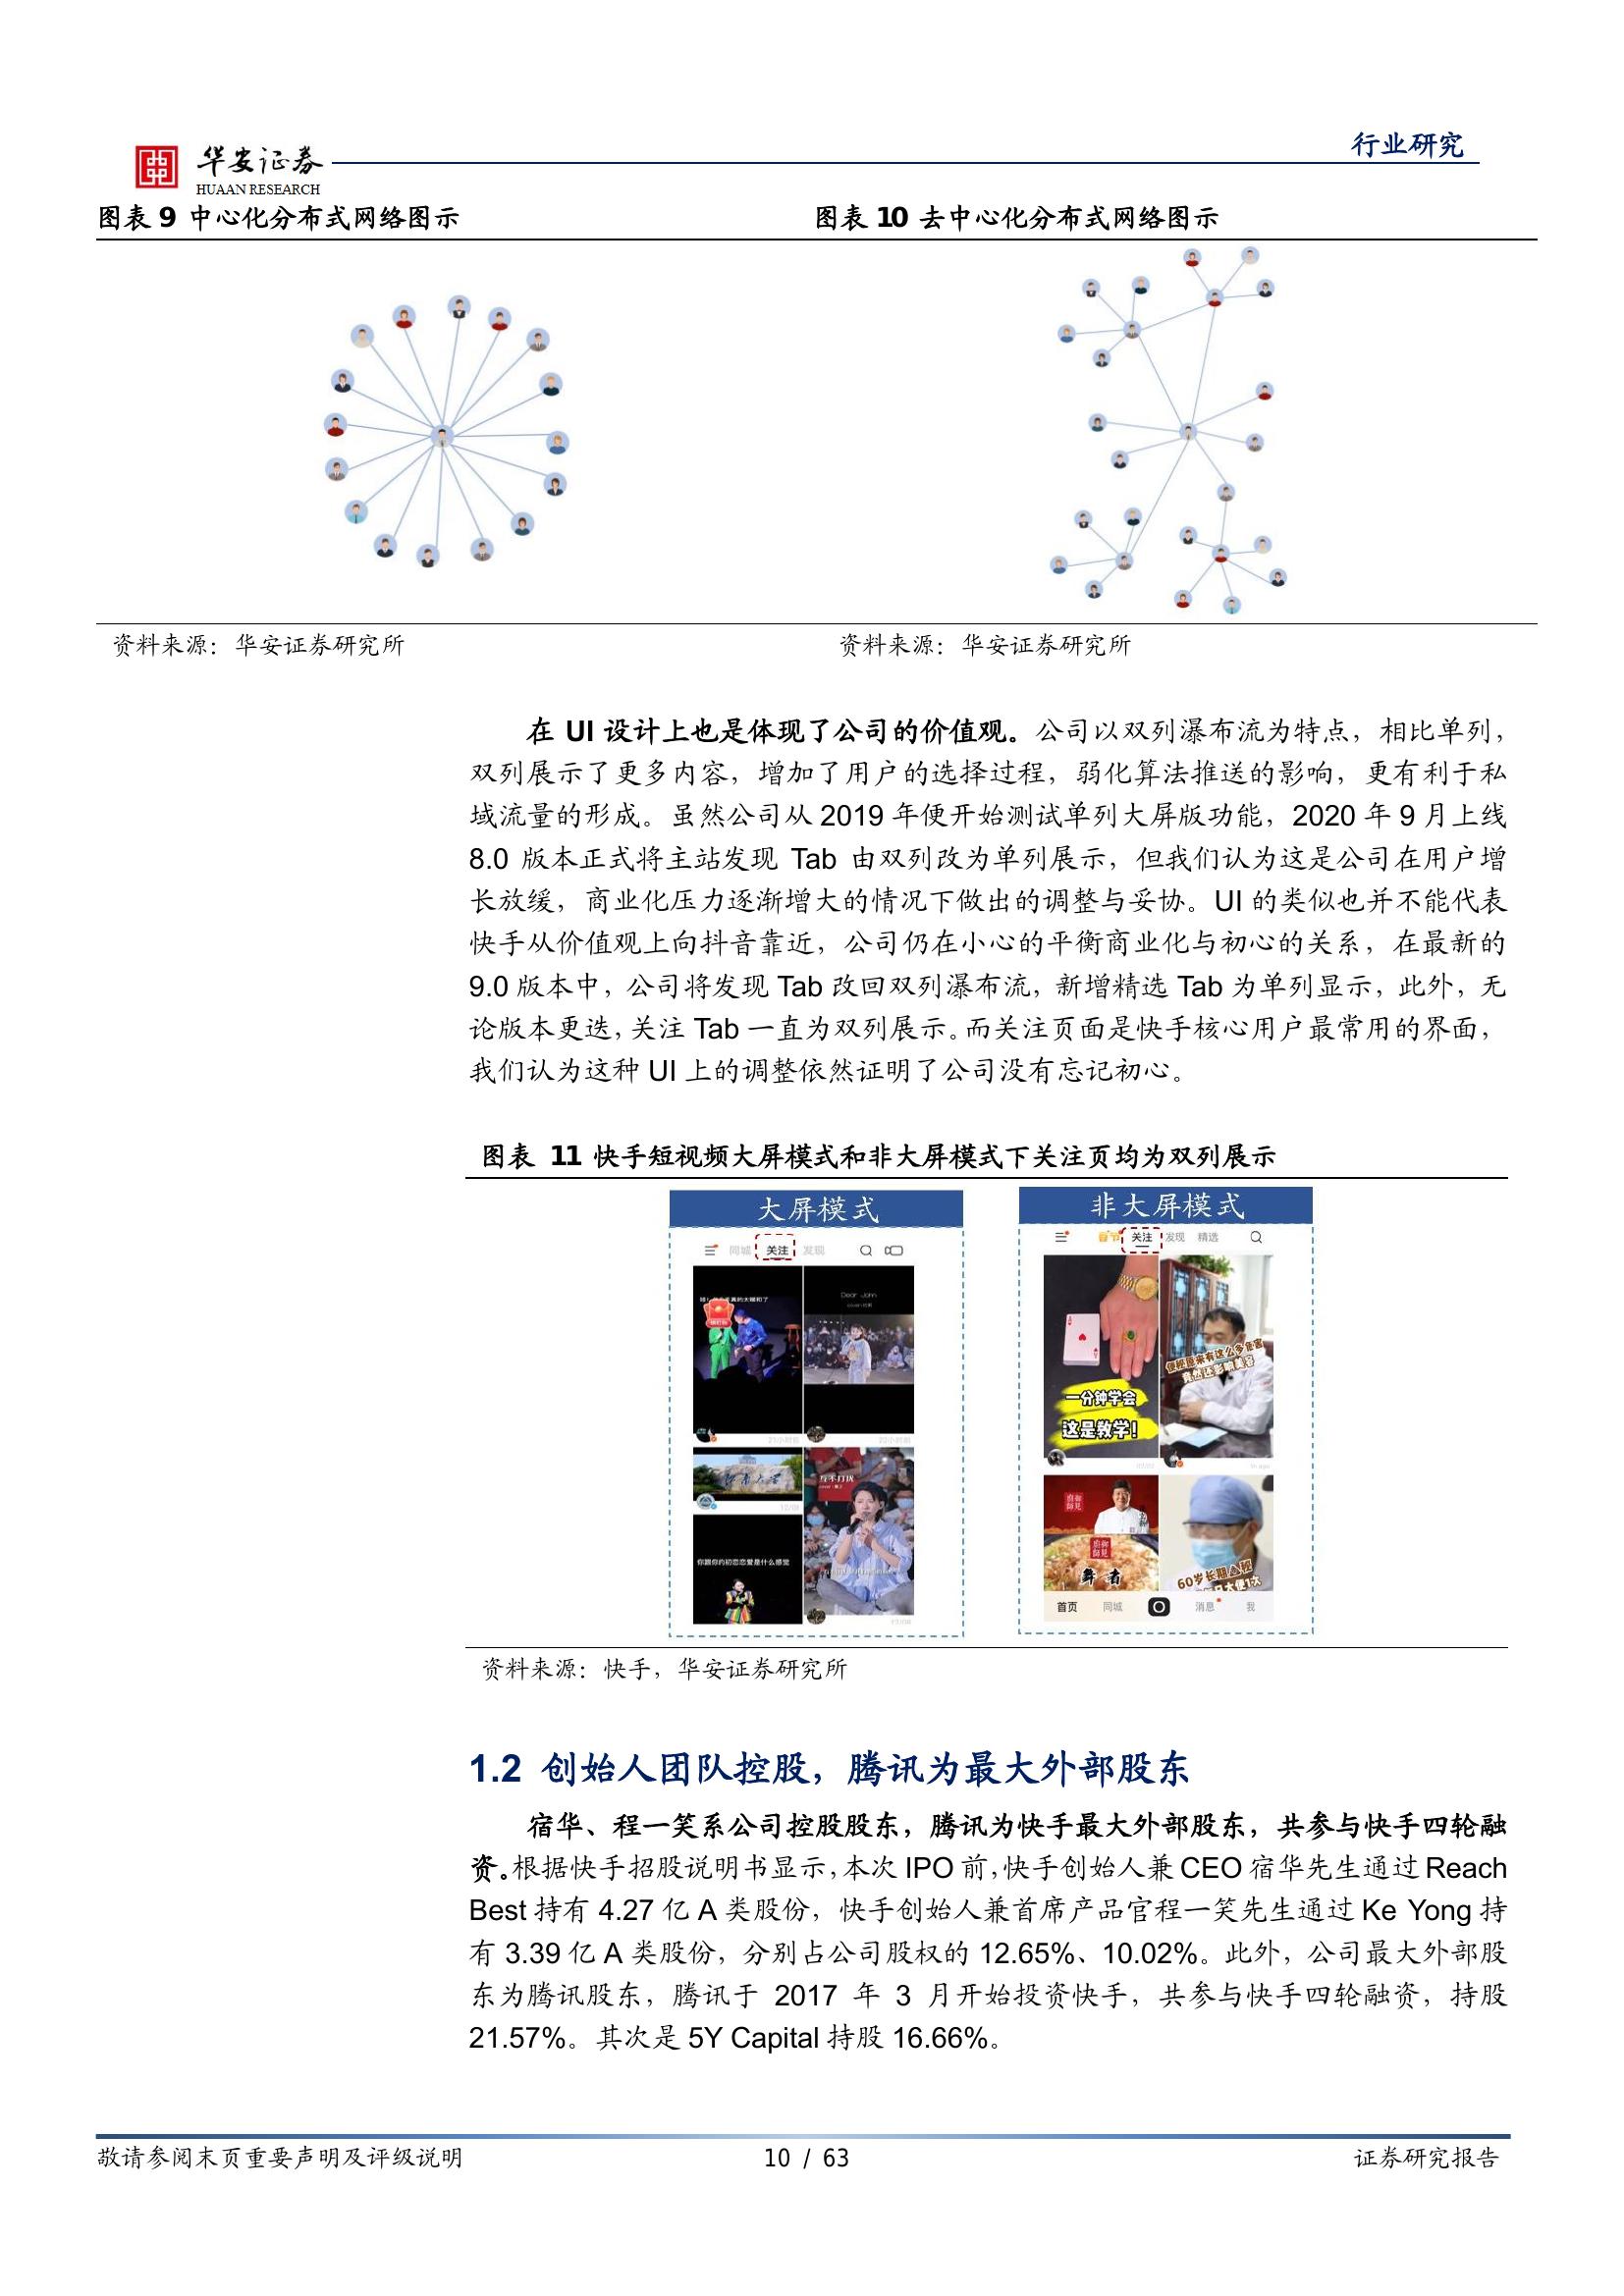 行业研究
华安证券
HUAAN RESEARCH
图表 9 中心化分布式网络图示
图表 10 去中心化分布式网络图示
资料来源：华安证券研究所
资料来源：华安证券研究所
在 UI 设计上也是体现了公司的价值观。公司以双列瀑布流为特点，相比单列，
双列展示了更多内容，增加了用户的选择过程，弱化算法推送的影响，更有利于私
域流量的形成。虽然公司从 2019 年便开始测试单列大屏版功能，2020 年 9 月上线
8.0 版本正式将主站发现 Tab 由双列改为单列展示，但我们认为这是公司在用户增
长放缓，商业化压力逐渐增大的情况下做出的调整与妥协。UI 的类似也并不能代表
快手从价值观上向抖音靠近，公司仍在小心的平衡商业化与初心的关系，在最新的
9.0 版本中，公司将发现 Tab 改回双列瀑布流，新增精选 Tab 为单列显示，此外，无
论版本更迭，关注 Tab 一直为双列展示。而关注页面是快手核心用户最常用的界面，
我们认为这种 UI 上的调整依然证明了公司没有忘记初心。
图表 11 快手短视频大屏模式和非大屏模式下关注页均为双列展示
大屏模式
同城 关注 发现
Dear John
互不打扰
你跟你的初恋恋爱是什么感觉
非大屏模式
关注 发现 精选
一分钟学会
这是教学！
60岁长期
首页 同城 消息 我
资料来源：快手，华安证券研究所
1.2 创始人团队控股，腾讯为最大外部股东
宿华、程一笑系公司控股股东，腾讯为快手最大外部股东，共参与快手四轮融
资。根据快手招股说明书显示，本次 IPO 前，快手创始人兼 CEO 宿华先生通过 Reach
Best 持有 4.27 亿 A 类股份，快手创始人兼首席产品官程一笑先生通过 Ke Yong 持
有 3.39 亿 A 类股份，分别占公司股权的 12.65%、10.02%。此外，公司最大外部股
东为腾讯股东，腾讯于 2017 年 3 月开始投资快手，共参与快手四轮融资，持股
21.57%。其次是 5Y Capital 持股 16.66%。
敬请参阅末页重要声明及评级说明
10 / 63
证券研究报告